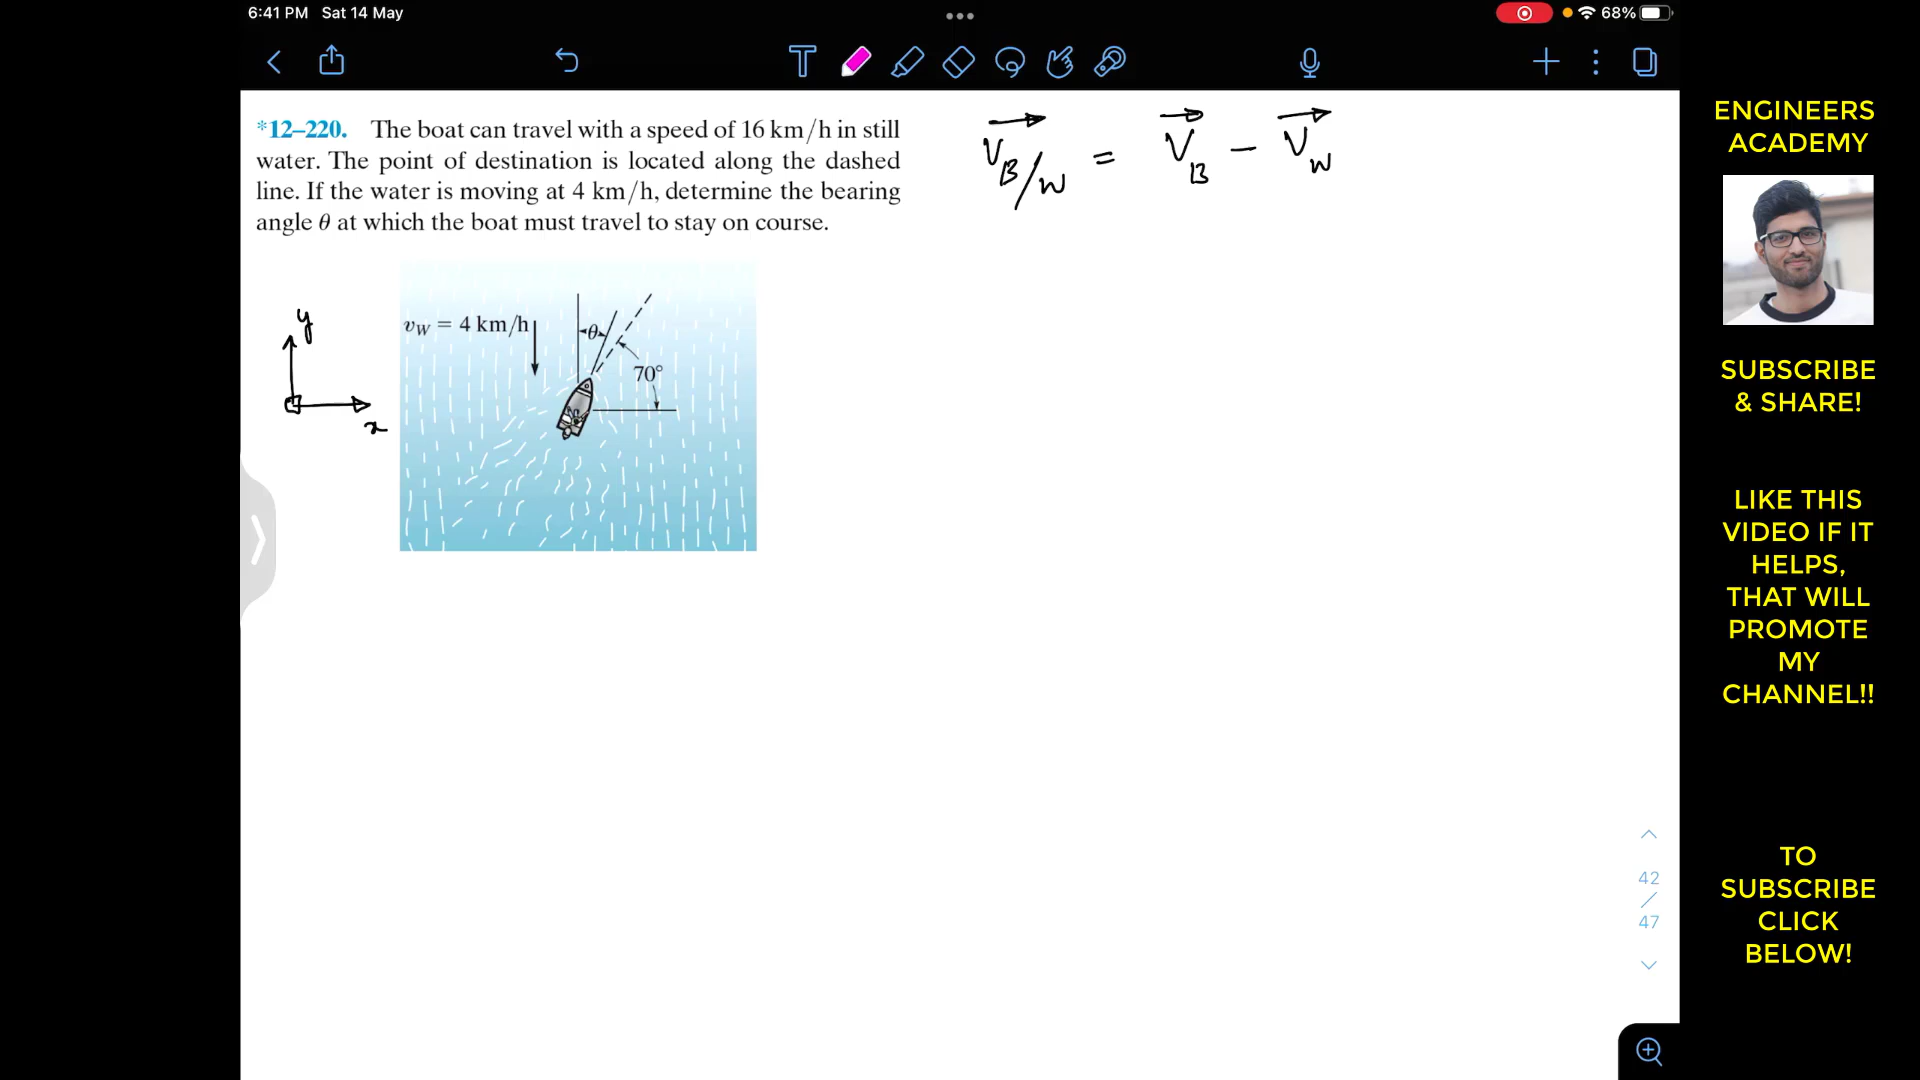 6:41 PM Sat 14 May
68%
*12–220. The boat can travel with a speed of 16 km/h in still
water. The point of destination is located along the dashed
line. If the water is moving at 4 km/h, determine the bearing
angle θ at which the boat must travel to stay on course.
V B/W = V B − V W
y
x
vW = 4 km/h
θ
70°
42
/
47
ENGINEERS
ACADEMY
SUBSCRIBE
& SHARE!
LIKE THIS
VIDEO IF IT
HELPS,
THAT WILL
PROMOTE
MY
CHANNEL!!
TO
SUBSCRIBE
CLICK
BELOW!